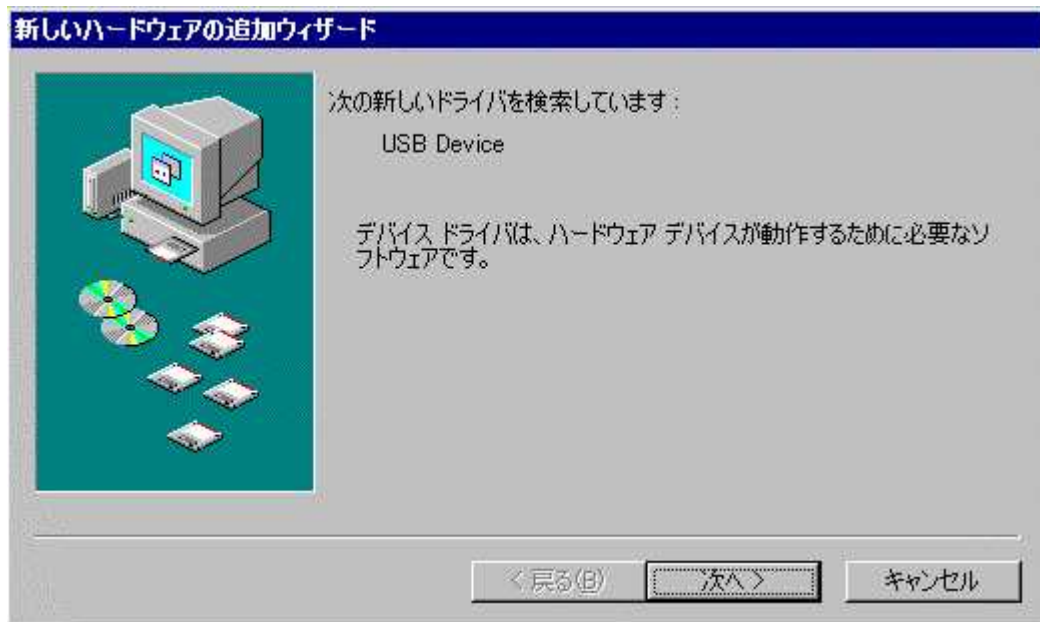 新しいハードウェアの追加ウィザード
次の新しいドライバを検索しています：
USB Device
デバイス ドライバは、ハードウェア デバイスが動作するために必要なソ
フトウェアです。
< 戻る(B)
次へ >
キャンセル